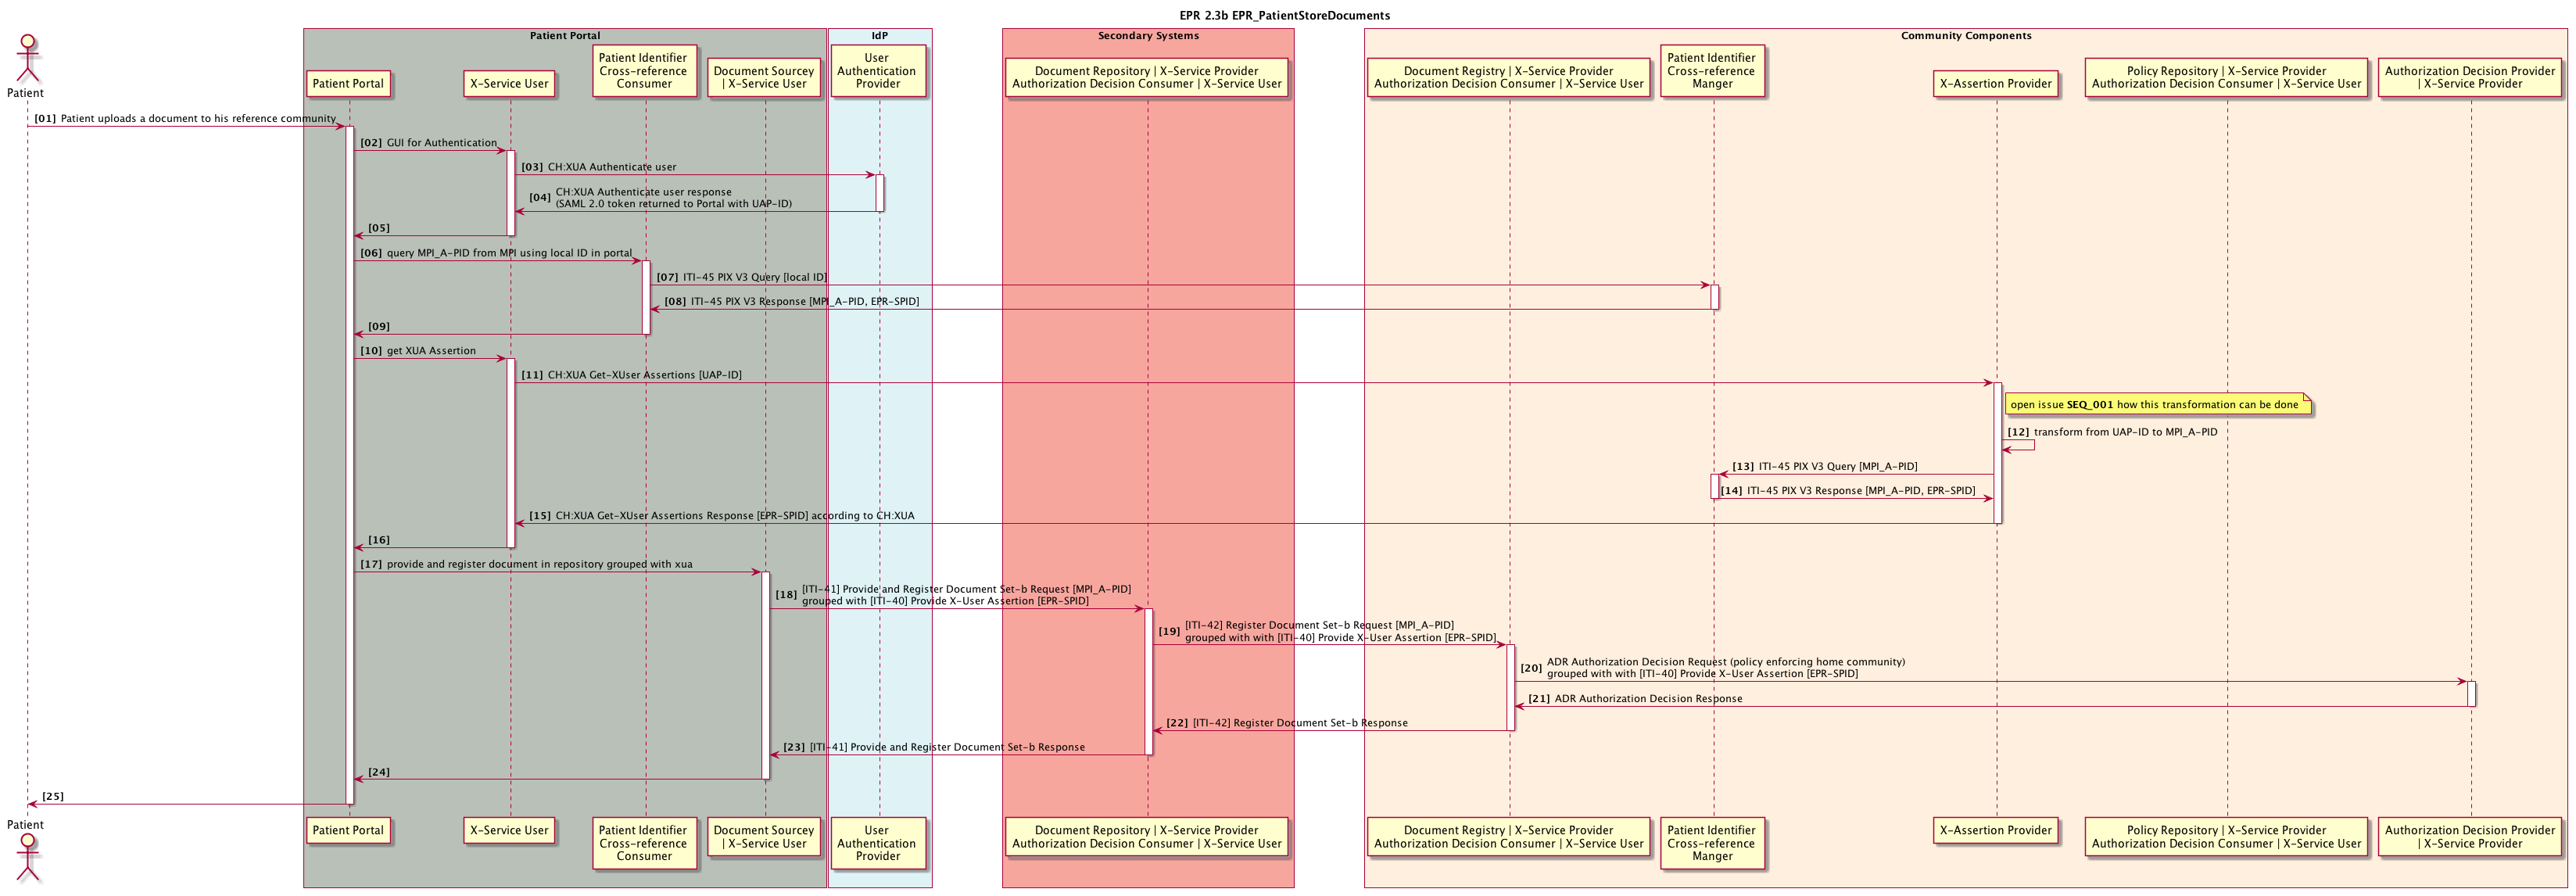 EPR 2.3b EPR_PatientStoreDocuments
Patient Portal
IdP
Secondary Systems
Community Components
Patient
Patient Portal
X-Service User
Patient Identifier
Cross-reference
Consumer
Document Sourcey
| X-Service User
User
Authentication
Provider
Document Repository | X-Service Provider
Authorization Decision Consumer | X-Service User
Document Registry | X-Service Provider
Authorization Decision Consumer | X-Service User
Patient Identifier
Cross-reference
Manger
X-Assertion Provider
Policy Repository | X-Service Provider
Authorization Decision Consumer | X-Service User
Authorization Decision Provider
| X-Service Provider
[01] Patient uploads a document to his reference community
[02] GUI for Authentication
[03] CH:XUA Authenticate user
[04] CH:XUA Authenticate user response
(SAML 2.0 token returned to Portal with UAP-ID)
[05]
[06] query MPI_A-PID from MPI using local ID in portal
[07] ITI-45 PIX V3 Query [local ID]
[08] ITI-45 PIX V3 Response [MPI_A-PID, EPR-SPID]
[09]
[10] get XUA Assertion
[11] CH:XUA Get-XUser Assertions [UAP-ID]
open issue SEQ_001 how this transformation can be done
[12] transform from UAP-ID to MPI_A-PID
[13] ITI-45 PIX V3 Query [MPI_A-PID]
[14] ITI-45 PIX V3 Response [MPI_A-PID, EPR-SPID]
[15] CH:XUA Get-XUser Assertions Response [EPR-SPID] according to CH:XUA
[16]
[17] provide and register document in repository grouped with xua
[18] [ITI-41] Provide and Register Document Set-b Request [MPI_A-PID]
grouped with [ITI-40] Provide X-User Assertion [EPR-SPID]
[19] [ITI-42] Register Document Set-b Request [MPI_A-PID]
grouped with with [ITI-40] Provide X-User Assertion [EPR-SPID]
[20] ADR Authorization Decision Request (policy enforcing home community)
grouped with with [ITI-40] Provide X-User Assertion [EPR-SPID]
[21] ADR Authorization Decision Response
[22] [ITI-42] Register Document Set-b Response
[23] [ITI-41] Provide and Register Document Set-b Response
[24]
[25]
Patient
Patient Portal
X-Service User
Patient Identifier
Cross-reference
Consumer
Document Sourcey
| X-Service User
User
Authentication
Provider
Document Repository | X-Service Provider
Authorization Decision Consumer | X-Service User
Document Registry | X-Service Provider
Authorization Decision Consumer | X-Service User
Patient Identifier
Cross-reference
Manger
X-Assertion Provider
Policy Repository | X-Service Provider
Authorization Decision Consumer | X-Service User
Authorization Decision Provider
| X-Service Provider